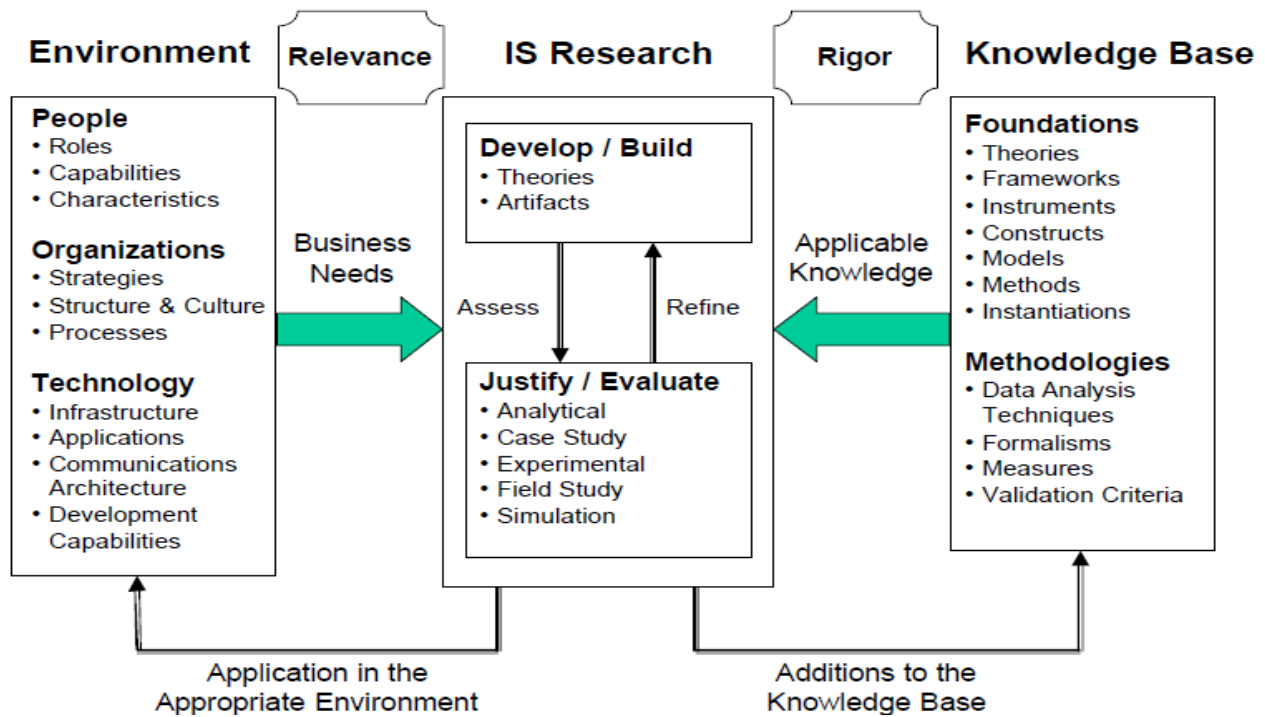 Environment
Relevance
IS Research
Rigor
Knowledge Base
People
• Roles
• Capabilities
• Characteristics
Organizations
• Strategies
• Structure & Culture
• Processes
Technology
• Infrastructure
• Applications
• Communications
Architecture
• Development
Capabilities
Business
Needs
Develop / Build
• Theories
• Artifacts
Assess
Refine
Justify / Evaluate
• Analytical
• Case Study
• Experimental
• Field Study
• Simulation
Applicable
Knowledge
Foundations
• Theories
• Frameworks
• Instruments
• Constructs
• Models
• Methods
• Instantiations
Methodologies
• Data Analysis
Techniques
• Formalisms
• Measures
• Validation Criteria
Application in the
Appropriate Environment
Additions to the
Knowledge Base